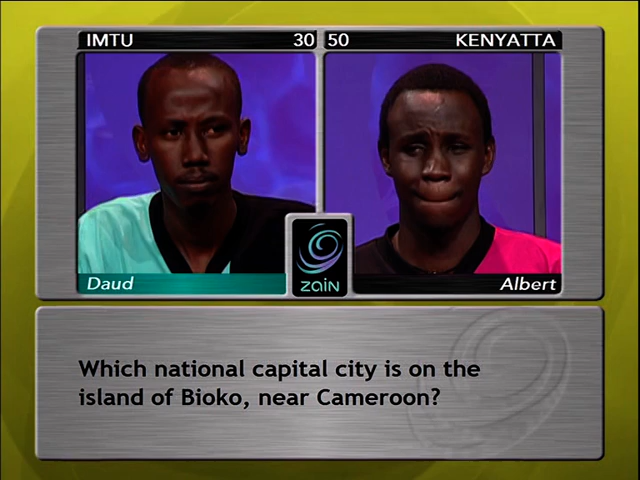 IMTU 30 50 KENYATTA
Daud
zain
Albert
Which national capital city is on the
island of Bioko, near Cameroon?